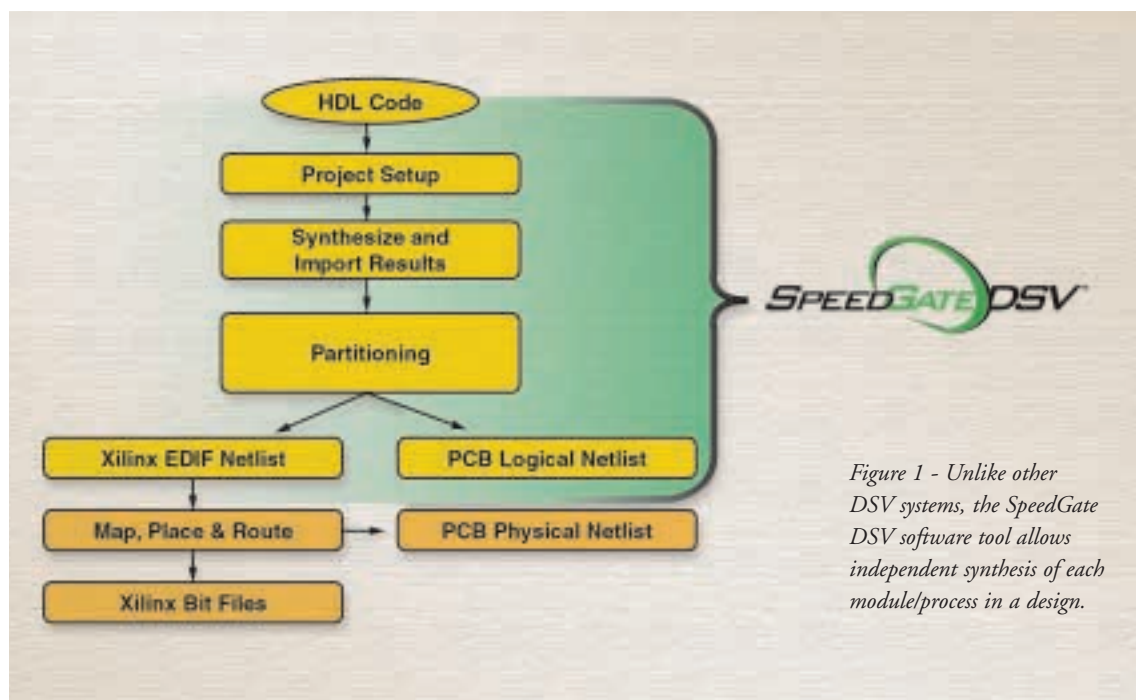 HDL Code
Project Setup
Synthesize and
Import Results
Partitioning
Xilinx EDIF Netlist
PCB Logical Netlist
Map, Place & Route
PCB Physical Netlist
Xilinx Bit Files
SPEEDGATE DSV
Figure 1 - Unlike other
DSV systems, the SpeedGate
DSV software tool allows
independent synthesis of each
module/process in a design.